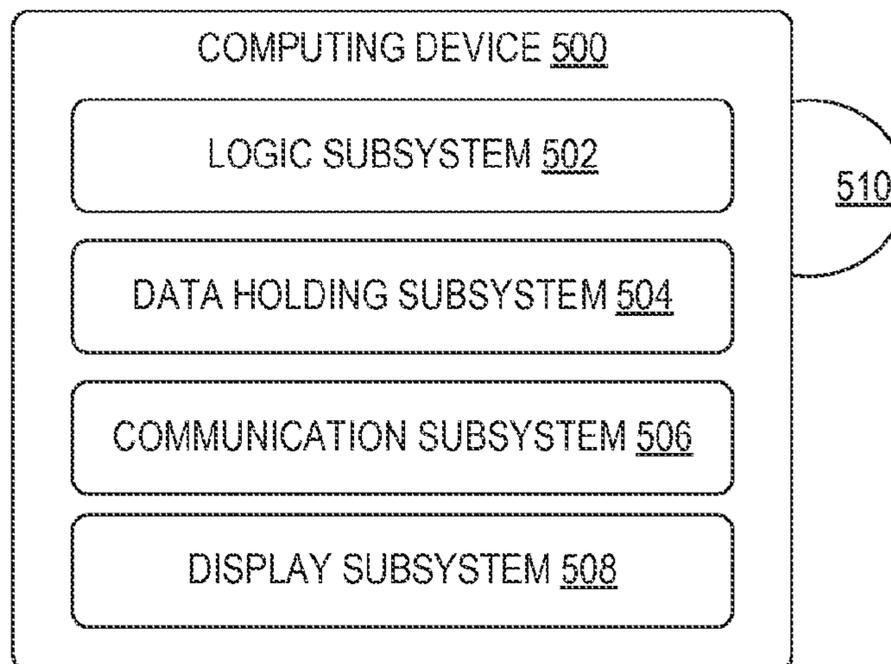 COMPUTING DEVICE 500
LOGIC SUBSYSTEM 502
510
DATA HOLDING SUBSYSTEM 504
COMMUNICATION SUBSYSTEM 506
DISPLAY SUBSYSTEM 508